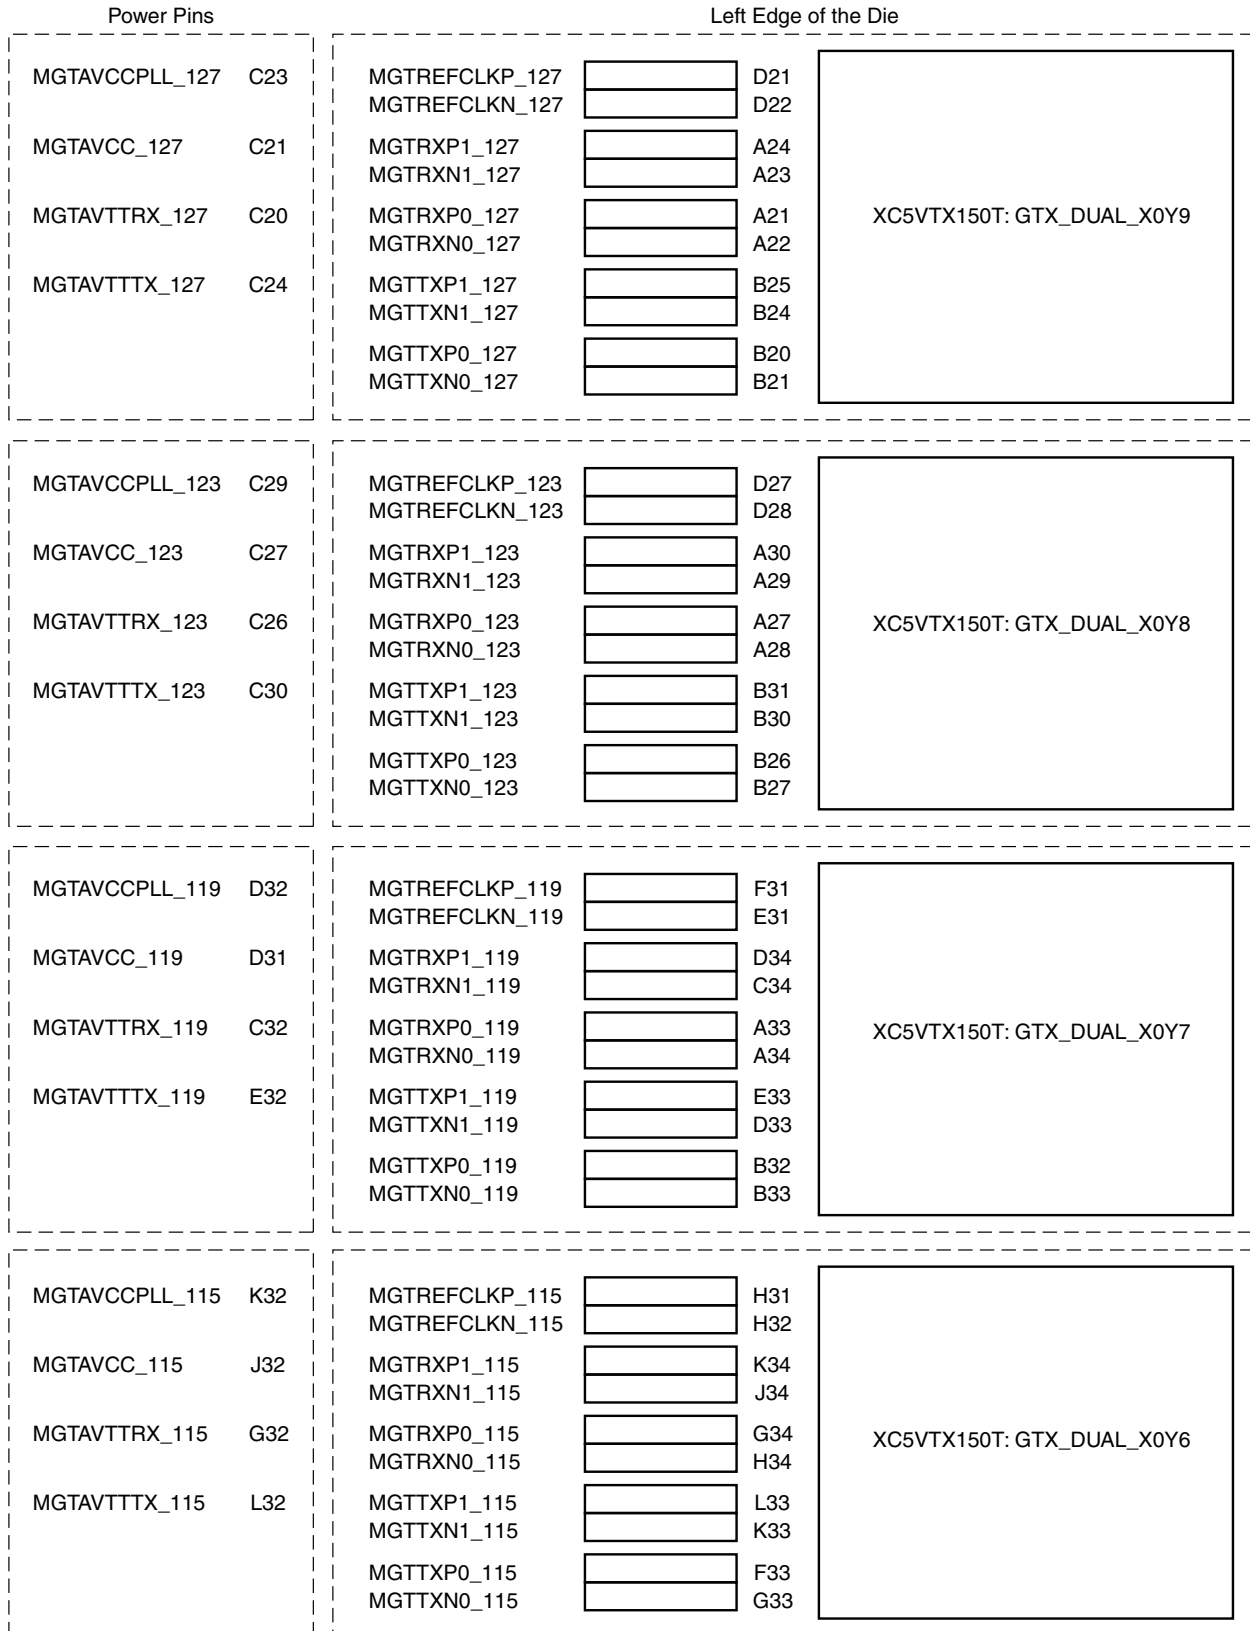 Power Pins Left Edge of the Die
MGTAVCCPLL_127 C23 MGTREFCLKP_127 D21
MGTREFCLKN_127 D22
MGTAVCC_127 C21 MGTRXP1_127 A24
MGTRXN1_127 A23
MGTAVTTRX_127 C20 MGTRXP0_127 A21 XC5VTX150T: GTX_DUAL_X0Y9
MGTRXN0_127 A22
MGTAVTTTX_127 C24 MGTTXP1_127 B25
MGTTXN1_127 B24
MGTTXP0_127 B20
MGTTXN0_127 B21
MGTAVCCPLL_123 C29 MGTREFCLKP_123 D27
MGTREFCLKN_123 D28
MGTAVCC_123 C27 MGTRXP1_123 A30
MGTRXN1_123 A29
MGTAVTTRX_123 C26 MGTRXP0_123 A27 XC5VTX150T: GTX_DUAL_X0Y8
MGTRXN0_123 A28
MGTAVTTTX_123 C30 MGTTXP1_123 B31
MGTTXN1_123 B30
MGTTXP0_123 B26
MGTTXN0_123 B27
MGTAVCCPLL_119 D32 MGTREFCLKP_119 F31
MGTREFCLKN_119 E31
MGTAVCC_119 D31 MGTRXP1_119 D34
MGTRXN1_119 C34
MGTAVTTRX_119 C32 MGTRXP0_119 A33 XC5VTX150T: GTX_DUAL_X0Y7
MGTRXN0_119 A34
MGTAVTTTX_119 E32 MGTTXP1_119 E33
MGTTXN1_119 D33
MGTTXP0_119 B32
MGTTXN0_119 B33
MGTAVCCPLL_115 K32 MGTREFCLKP_115 H31
MGTREFCLKN_115 H32
MGTAVCC_115 J32 MGTRXP1_115 K34
MGTRXN1_115 J34
MGTAVTTRX_115 G32 MGTRXP0_115 G34 XC5VTX150T: GTX_DUAL_X0Y6
MGTRXN0_115 H34
MGTAVTTTX_115 L32 MGTTXP1_115 L33
MGTTXN1_115 K33
MGTTXP0_115 F33
MGTTXN0_115 G33